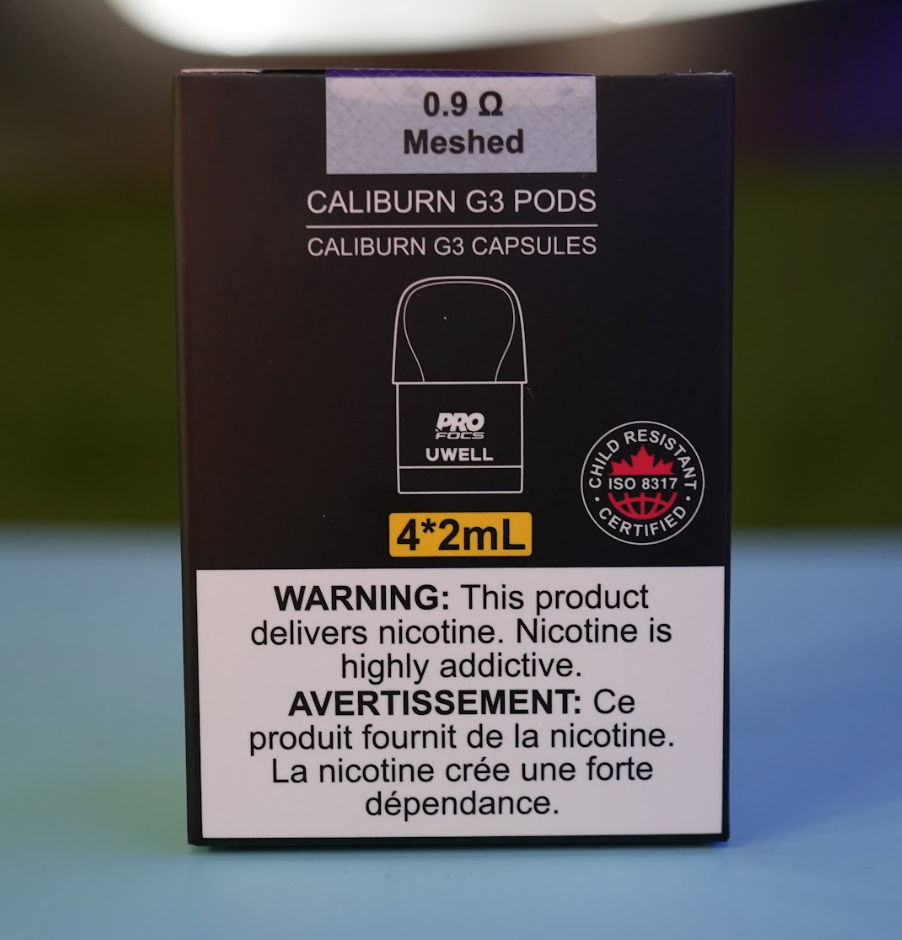 0.9 Ω
Meshed
CALIBURN G3 PODS
CALIBURN G3 CAPSULES
PRO
FOCS
UWELL
CHILD RESISTANT
ISO 8317
CERTIFIED
4*2mL
WARNING: This product
delivers nicotine. Nicotine is
highly addictive.
AVERTISSEMENT: Ce
produit fournit de la nicotine.
La nicotine crée une forte
dépendance.